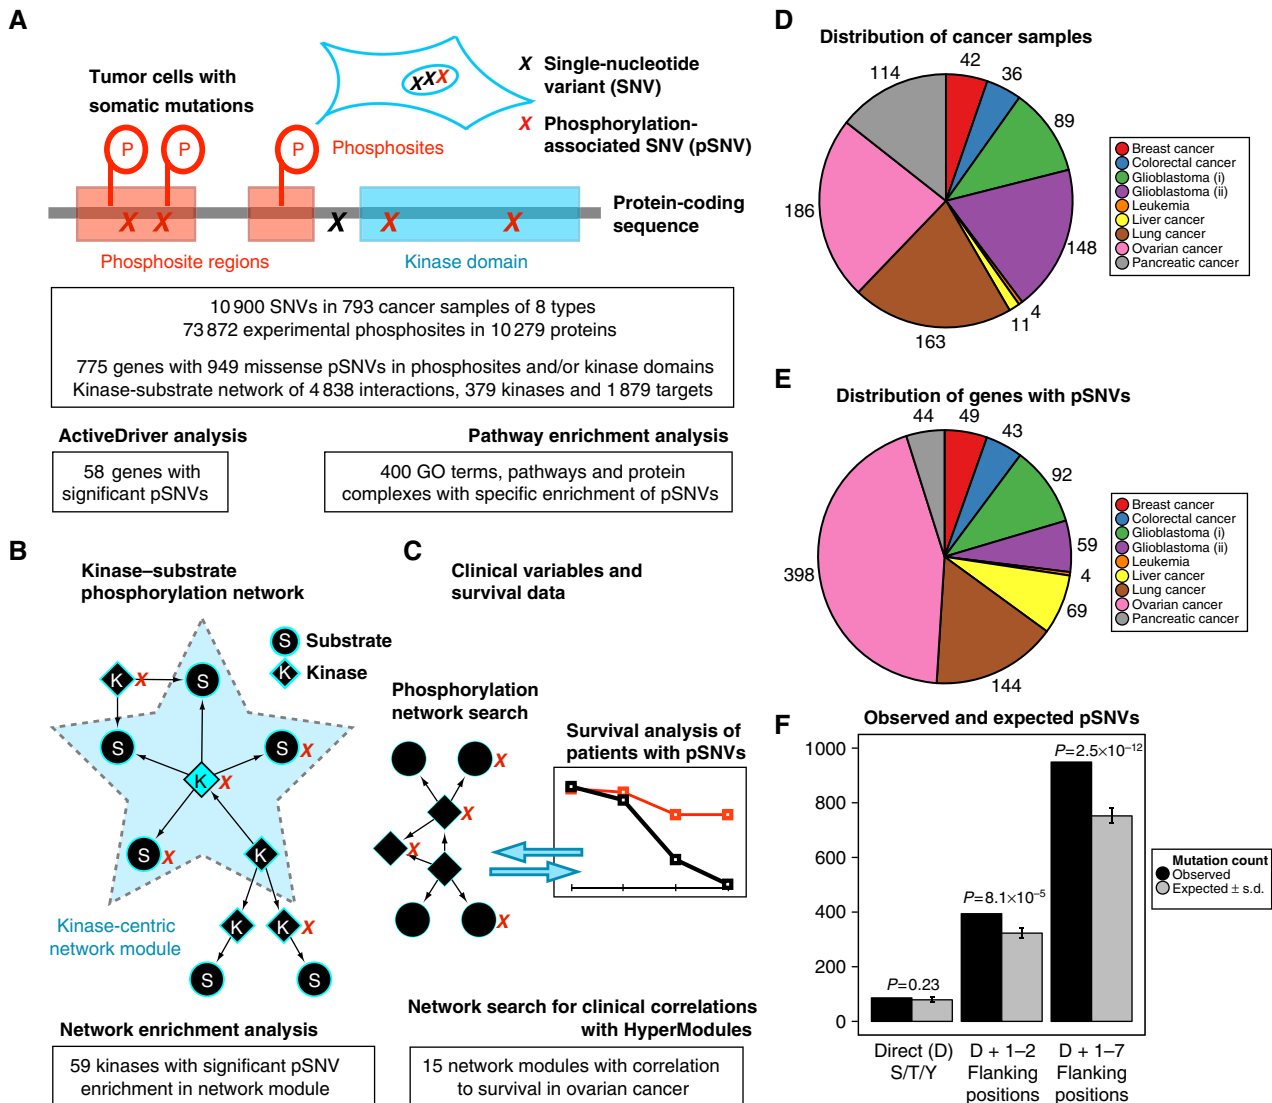 A
Tumor cells with
somatic mutations
X X X
X Single-nucleotide
variant (SNV)
X Phosphorylation-
associated SNV (pSNV)
P P P Phosphosites
X X X X X
Protein-coding
sequence
Phosphosite regions
Kinase domain
10 900 SNVs in 793 cancer samples of 8 types
73 872 experimental phosphosites in 10 279 proteins
775 genes with 949 missense pSNVs in phosphosites and/or kinase domains
Kinase-substrate network of 4 838 interactions, 379 kinases and 1 879 targets
ActiveDriver analysis
58 genes with
significant pSNVs
Pathway enrichment analysis
400 GO terms, pathways and protein
complexes with specific enrichment of pSNVs
B
Kinase–substrate
phosphorylation network
S Substrate
K Kinase
K X S
S S X
K X
S X K
K K X
S S
Kinase-centric
network module
Network enrichment analysis
59 kinases with significant pSNV
enrichment in network module
C
Clinical variables and
survival data
Phosphorylation
network search
X
X
X
X
Survival analysis of
patients with pSNVs
Network search for clinical correlations
with HyperModules
15 network modules with correlation
to survival in ovarian cancer
D
Distribution of cancer samples
42
36
89
148
4
11
163
186
114
Breast cancer
Colorectal cancer
Glioblastoma (i)
Glioblastoma (ii)
Leukemia
Liver cancer
Lung cancer
Ovarian cancer
Pancreatic cancer
E
Distribution of genes with pSNVs
49
43
92
59
4
69
144
398
44
Breast cancer
Colorectal cancer
Glioblastoma (i)
Glioblastoma (ii)
Leukemia
Liver cancer
Lung cancer
Ovarian cancer
Pancreatic cancer
F
Observed and expected pSNVs
1000
800
600
400
200
0
P=0.23
P=8.1×10⁻⁵
P=2.5×10⁻¹²
Direct (D)
S/T/Y
D + 1–2
Flanking
positions
D + 1–7
Flanking
positions
Mutation count
Observed
Expected ± s.d.